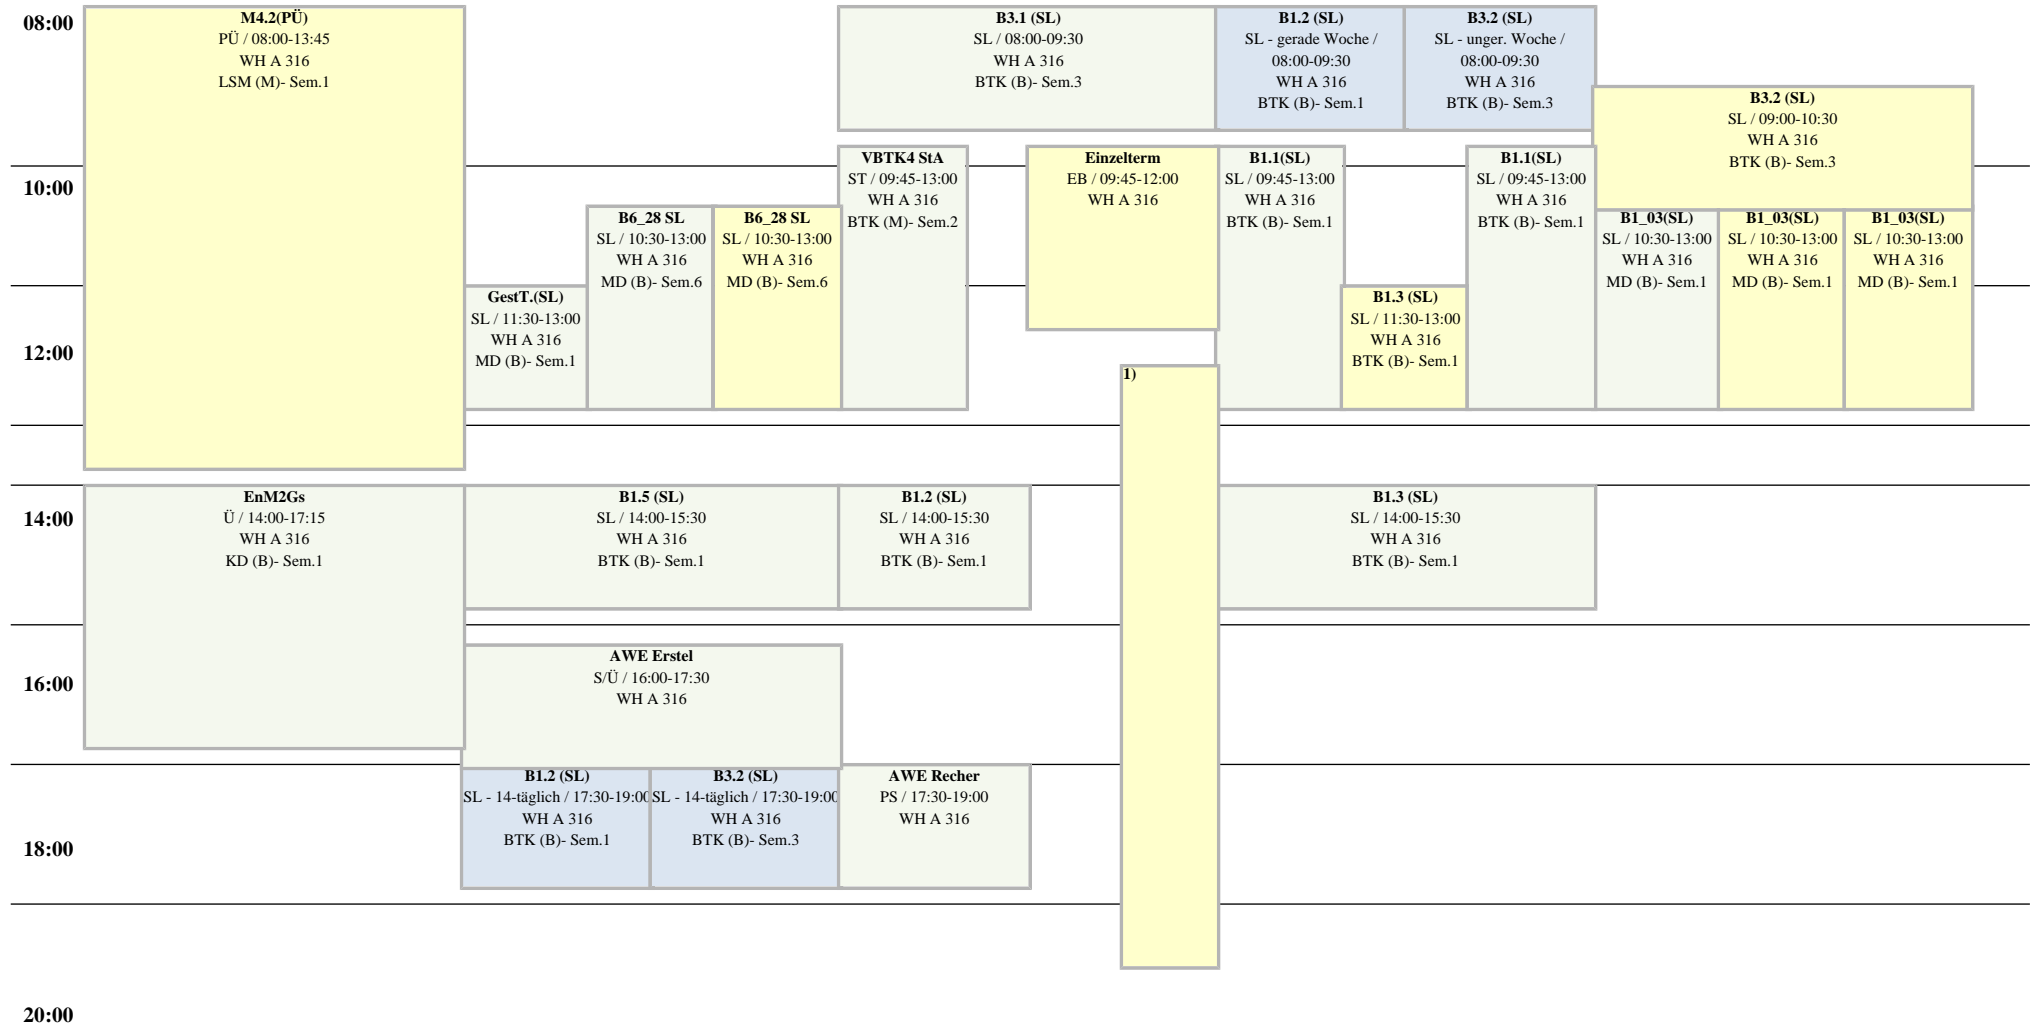 08:00
10:00
12:00
14:00
16:00
18:00
20:00
M4.2(PÜ)
PÜ / 08:00-13:45
WH A 316
LSM (M)- Sem.1
EnM2Gs
Ü / 14:00-17:15
WH A 316
KD (B)- Sem.1
GestT.(SL)
SL / 11:30-13:00
WH A 316
MD (B)- Sem.1
B6_28 SL
SL / 10:30-13:00
WH A 316
MD (B)- Sem.6
B6_28 SL
SL / 10:30-13:00
WH A 316
MD (B)- Sem.6
B1.5 (SL)
SL / 14:00-15:30
WH A 316
BTK (B)- Sem.1
AWE Erstel
S/Ü / 16:00-17:30
WH A 316
B1.2 (SL)
SL - 14-täglich / 17:30-19:00
WH A 316
BTK (B)- Sem.1
B3.2 (SL)
SL - 14-täglich / 17:30-19:00
WH A 316
BTK (B)- Sem.3
B3.1 (SL)
SL / 08:00-09:30
WH A 316
BTK (B)- Sem.3
VBTK4 StA
ST / 09:45-13:00
WH A 316
BTK (M)- Sem.2
Einzelterm
EB / 09:45-12:00
WH A 316
1)
B1.2 (SL)
SL / 14:00-15:30
WH A 316
BTK (B)- Sem.1
AWE Recher
PS / 17:30-19:00
WH A 316
B1.2 (SL)
SL - gerade Woche /
08:00-09:30
WH A 316
BTK (B)- Sem.1
B3.2 (SL)
SL - unger. Woche /
08:00-09:30
WH A 316
BTK (B)- Sem.3
B1.1(SL)
SL / 09:45-13:00
WH A 316
BTK (B)- Sem.1
B1.3 (SL)
SL / 11:30-13:00
WH A 316
BTK (B)- Sem.1
B1.1(SL)
SL / 09:45-13:00
WH A 316
BTK (B)- Sem.1
B1.3 (SL)
SL / 14:00-15:30
WH A 316
BTK (B)- Sem.1
B3.2 (SL)
SL / 09:00-10:30
WH A 316
BTK (B)- Sem.3
B1_03(SL)
SL / 10:30-13:00
WH A 316
MD (B)- Sem.1
B1_03(SL)
SL / 10:30-13:00
WH A 316
MD (B)- Sem.1
B1_03(SL)
SL / 10:30-13:00
WH A 316
MD (B)- Sem.1